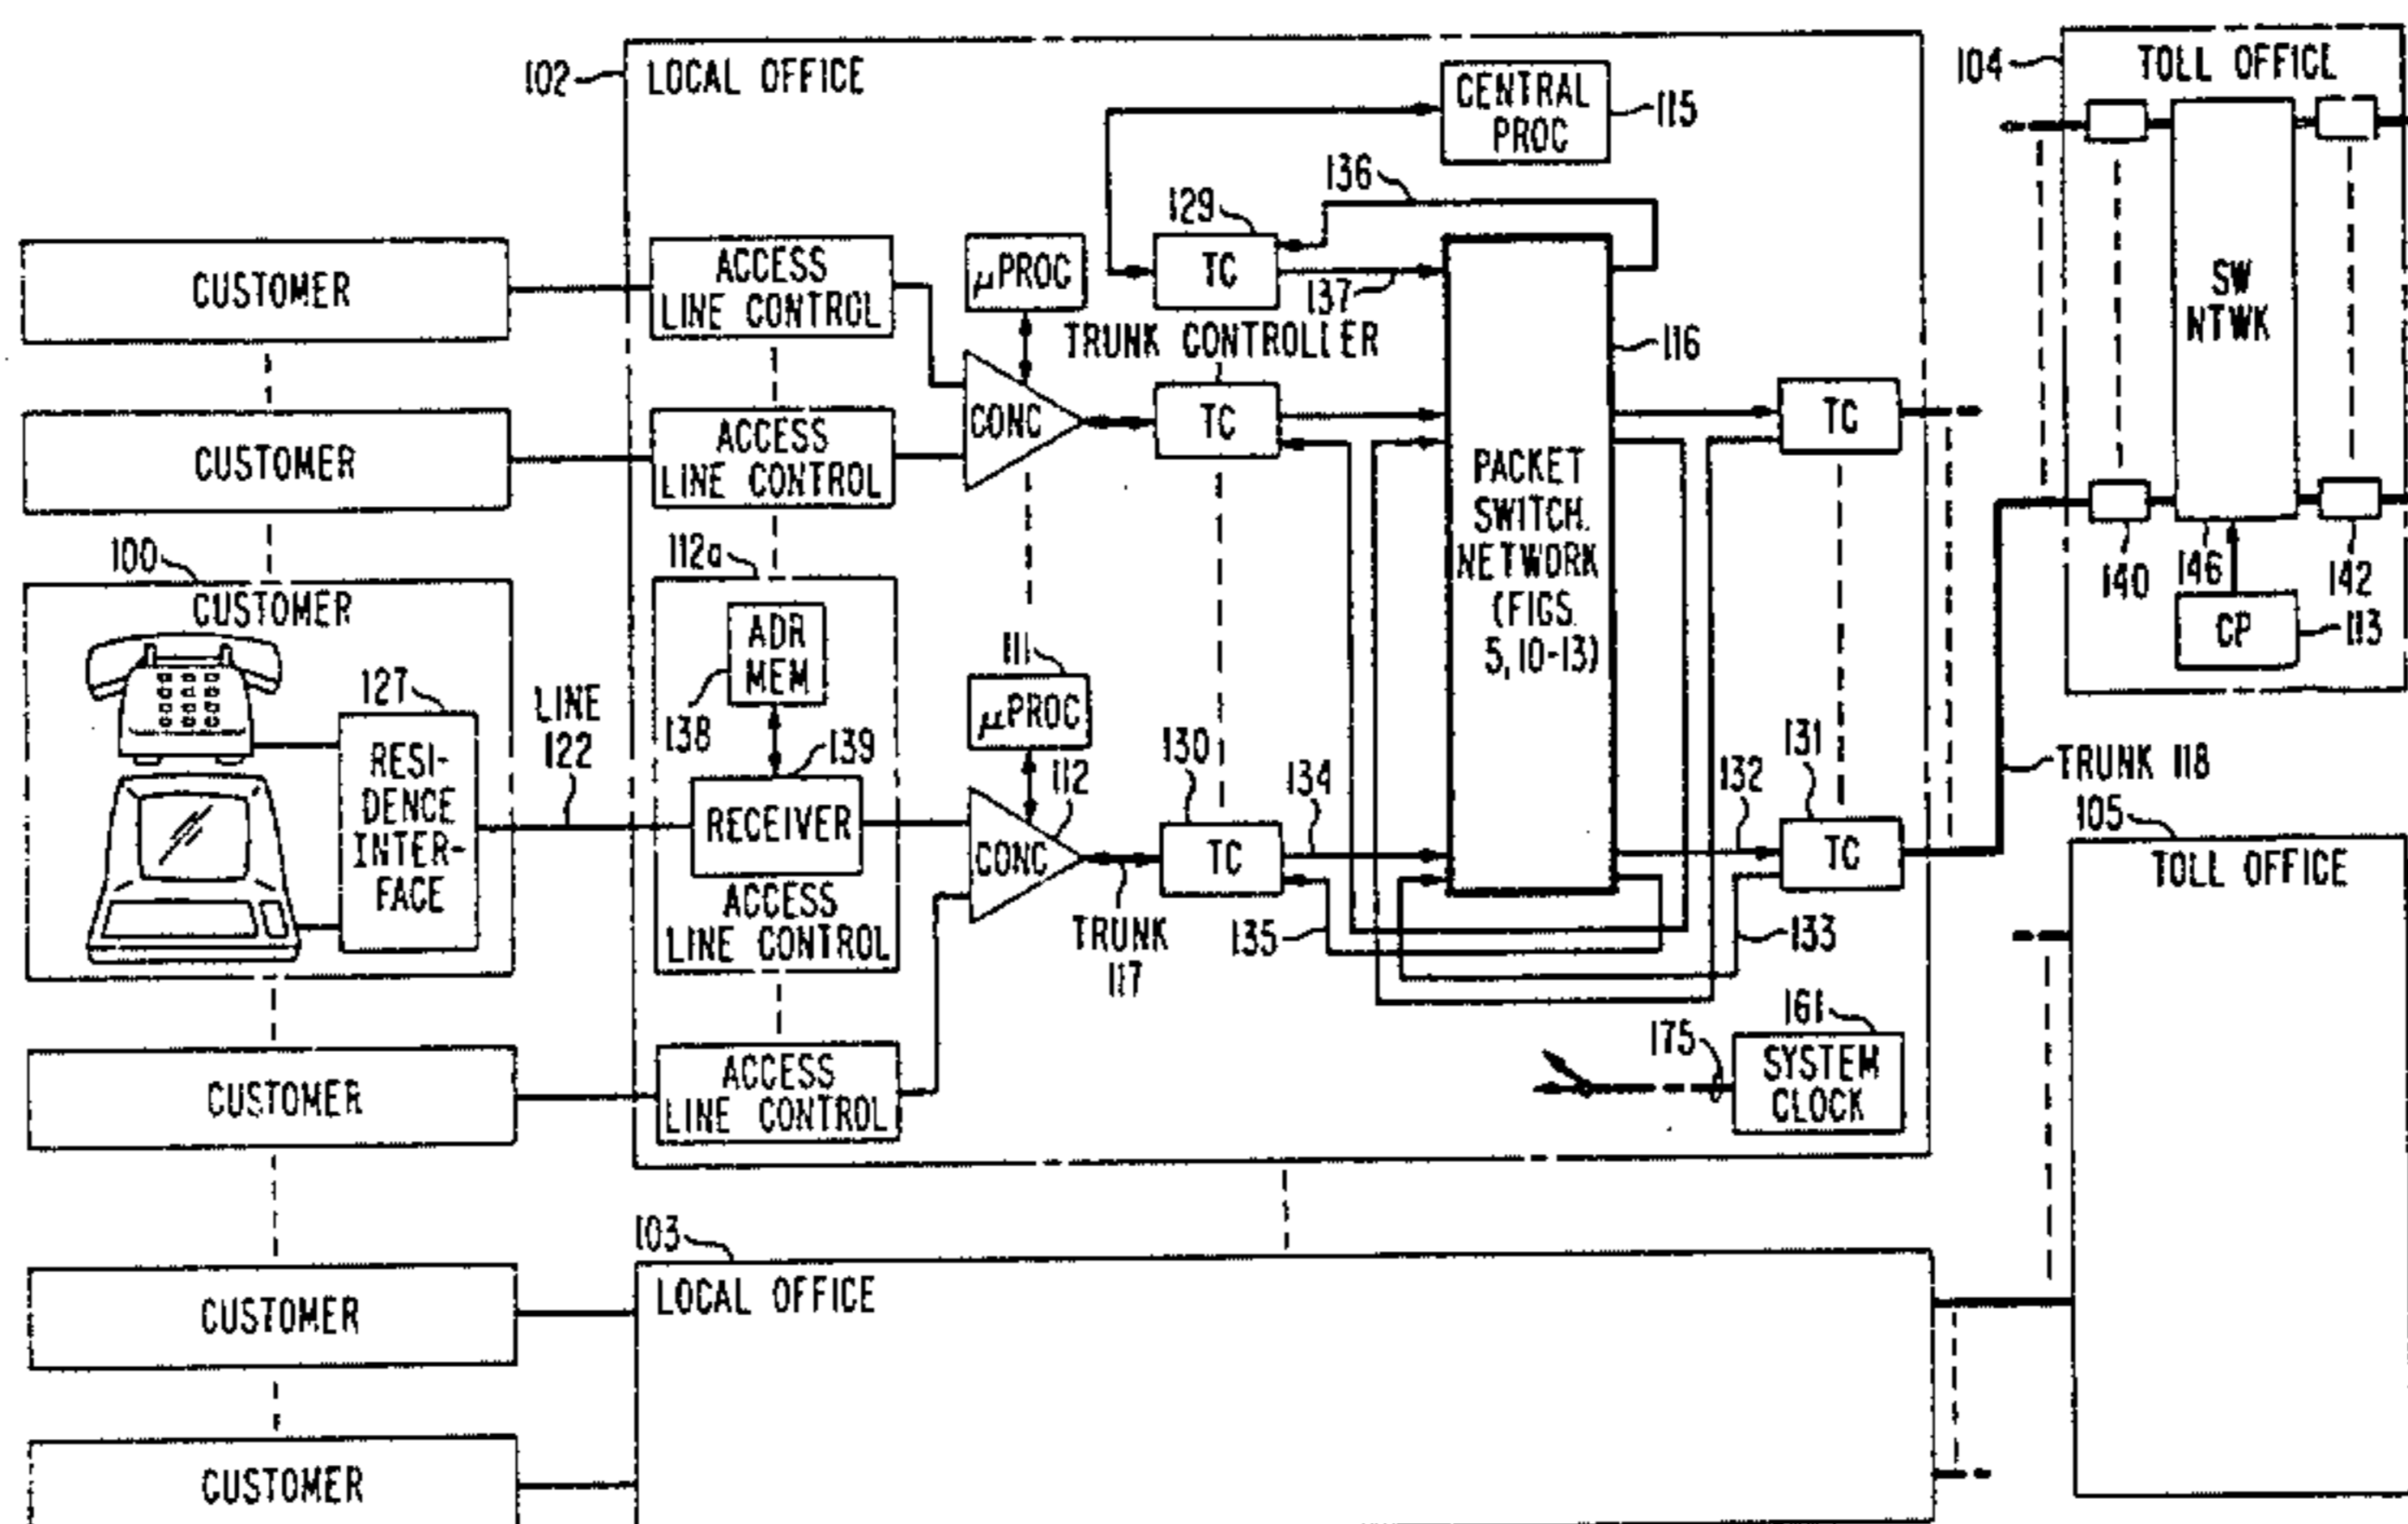 102
LOCAL OFFICE
CENTRAL
PROC
115
104
TOLL OFFICE
136
129
TC
137
CUSTOMER
ACCESS
LINE CONTROL
μPROC
TRUNK CONTROLLER
116
SW
NTWK
CUSTOMER
ACCESS
LINE CONTROL
CONC
TC
PACKET
SWITCH.
NETWORK
(FIGS.
5, 10-13)
TC
140
146
142
CP
113
100
CUSTOMER
127
RESI-
DENCE
INTER-
FACE
LINE
122
112a
ADR
MEM
138
139
RECEIVER
ACCESS
LINE CONTROL
111
μPROC
112
CONC
TRUNK
117
130
TC
134
135
132
131
TC
133
TRUNK 118
105
TOLL OFFICE
CUSTOMER
ACCESS
LINE CONTROL
175
161
SYSTEM
CLOCK
103
LOCAL OFFICE
CUSTOMER
CUSTOMER